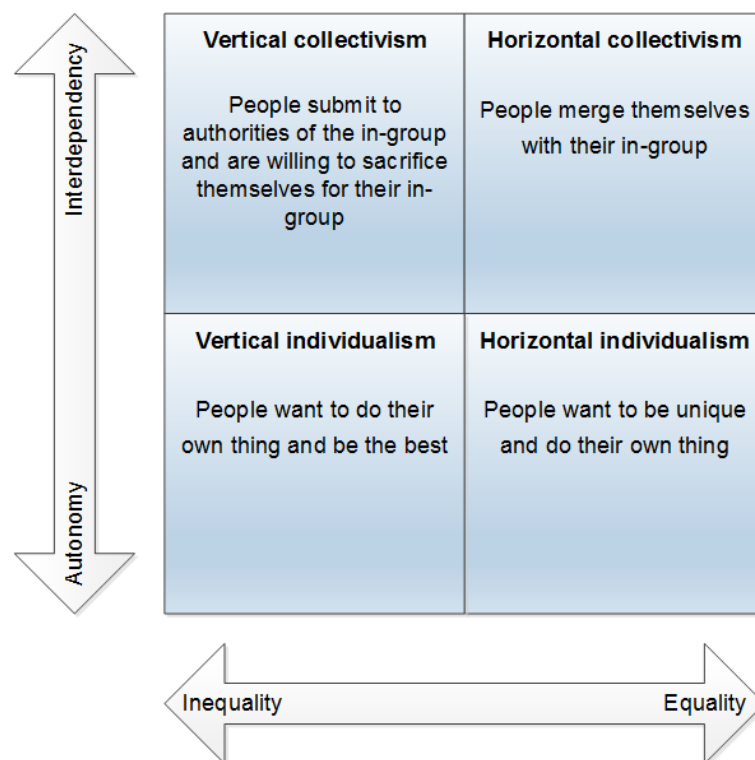 Interdependency
Autonomy
Vertical collectivism
People submit to
authorities of the in-group
and are willing to sacrifice
themselves for their in-
group
Horizontal collectivism
People merge themselves
with their in-group
Vertical individualism
People want to do their
own thing and be the best
Horizontal individualism
People want to be unique
and do their own thing
Inequality
Equality